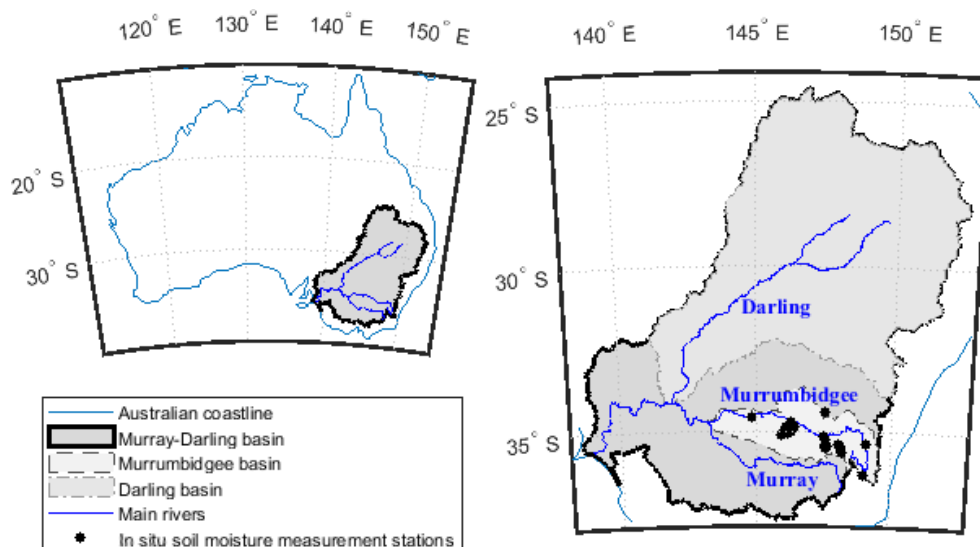 120° E
130° E
140° E
150° E
20° S
30° S
Australian coastline
Murray-Darling basin
Murrumbidgee basin
Darling basin
Main rivers
In situ soil moisture measurement stations
140° E
145° E
150° E
25° S
30° S
35° S
Darling
Murrumbidgee
Murray